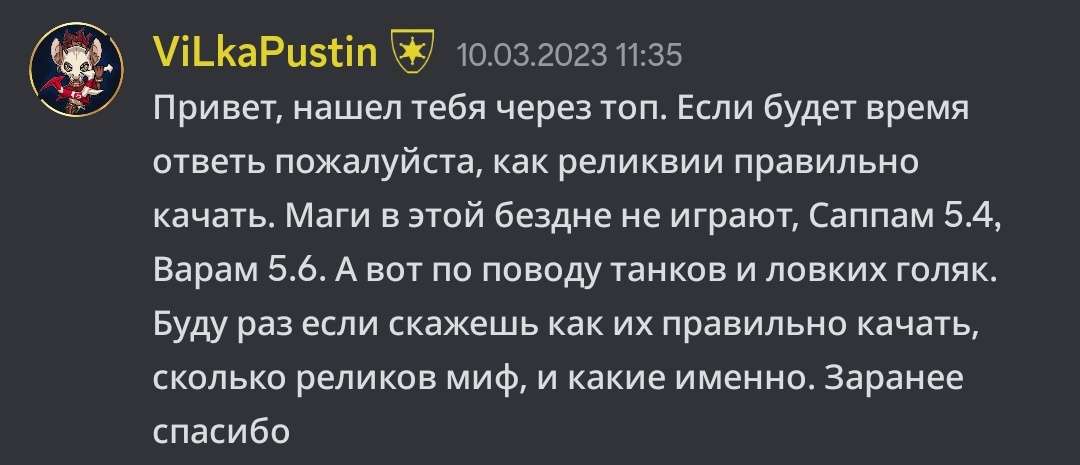 ViLkaPustin 10.03.2023 11:35
Привет, нашел тебя через топ. Если будет время
ответь пожалуйста, как реликвии правильно
качать. Маги в этой бездне не играют, Саппам 5.4,
Варам 5.6. А вот по поводу танков и ловких голяк.
Буду раз если скажешь как их правильно качать,
сколько реликов миф, и какие именно. Заранее
спасибо